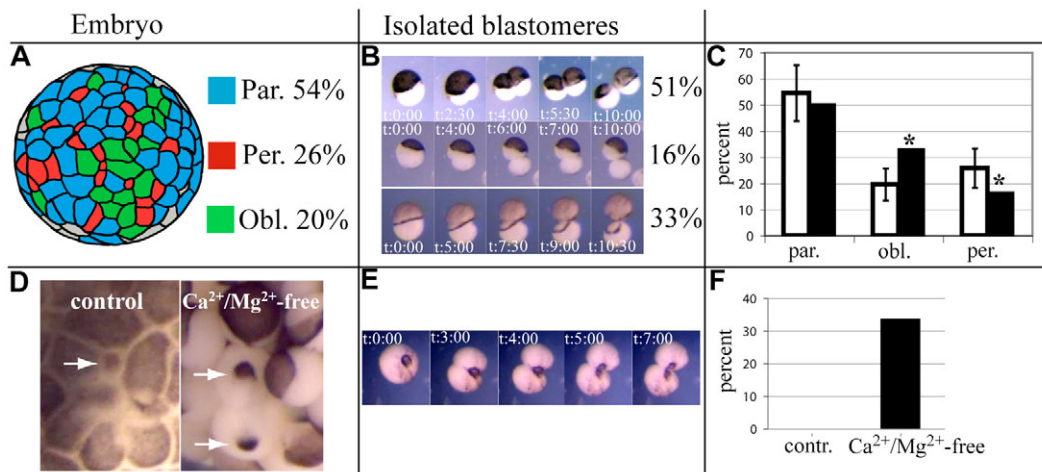 Embryo
Isolated blastomeres
A
Par. 54%
Per. 26%
Obl. 20%
B
t:0:00 t:2:30 t:4:00 t:5:30 t:10:00
51%
t:0:00 t:4:00 t:6:00 t:7:00 t:10:00
16%
t:0:00 t:5:00 t:7:30 t:9:00 t:10:30
33%
C
percent
70
60
50
40
30
20
10
0
* *
par. obl. per.
D
control
Ca²⁺/Mg²⁺-free
E
t:0:00 t:3:00 t:4:00 t:5:00 t:7:00
F
percent
40
30
20
10
0
contr. Ca²⁺/Mg²⁺-free